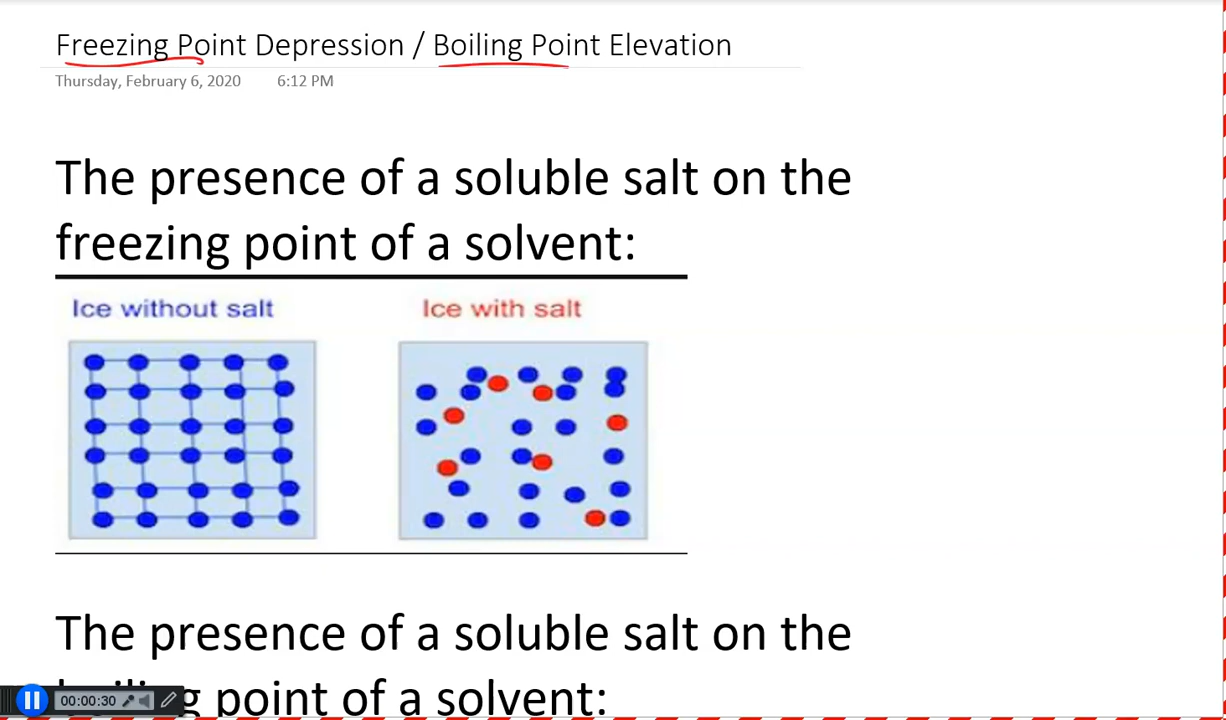 Freezing Point Depression / Boiling Point Elevation
Thursday, February 6, 2020 6:12 PM
The presence of a soluble salt on the
freezing point of a solvent:
Ice without salt Ice with salt
The presence of a soluble salt on the
boiling point of a solvent:
00:00:30